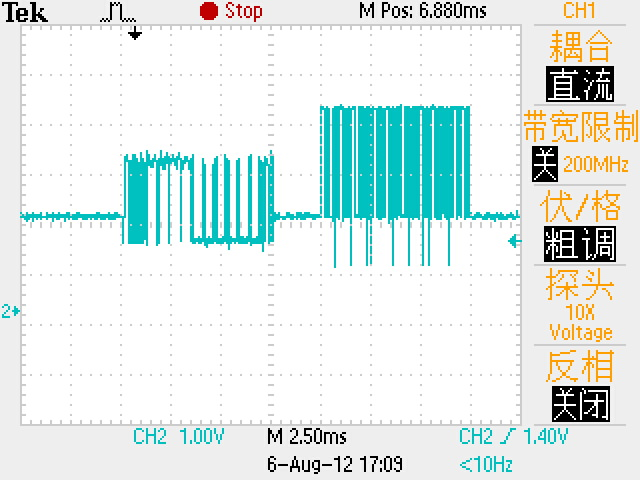 Tek Stop M Pos: 6.880ms CH1
耦合
直流
带宽限制
关 200MHz
伏/格
粗调
探头
10X
Voltage
反相
关闭
2
CH2 1.00V M 2.50ms CH2 1.40V
6-Aug-12 17:09 <10Hz